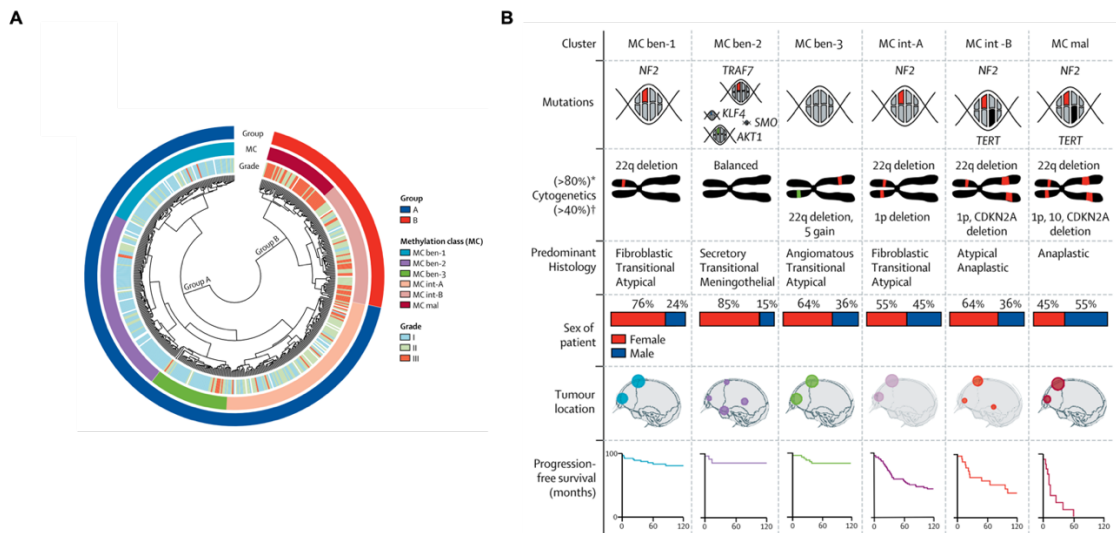 A
Group
MC
Grade
Group B
Group A
Group
A
B
Methylation class (MC)
MC ben-1
MC ben-2
MC ben-3
MC int-A
MC int-B
MC mal
Grade
I
II
III
B
Cluster MC ben-1 MC ben-2 MC ben-3 MC int-A MC int -B MC mal
Mutations
NF2 TRAF7 NF2 NF2 NF2
KLF4
SMO
AKT1 TERT TERT
(>80%)*
Cytogenetics
(>40%)†
22q deletion Balanced 22q deletion 22q deletion 22q deletion
22q deletion, 1p deletion 1p, CDKN2A 1p, 10, CDKN2A
5 gain deletion deletion
Predominant Fibroblastic Secretory Angiomatous Fibroblastic Atypical Anaplastic
Histology Transitional Transitional Transitional Transitional Anaplastic
Atypical Meningothelial Atypical Atypical
Sex of
patient
76% 24% 85% 15% 64% 36% 55% 45% 64% 36% 45% 55%
Female
Male
Tumour
location
Progression-
free survival
(months)
100
0
0 60 120 0 60 120 0 60 120 0 60 120 0 60 120 0 60 120